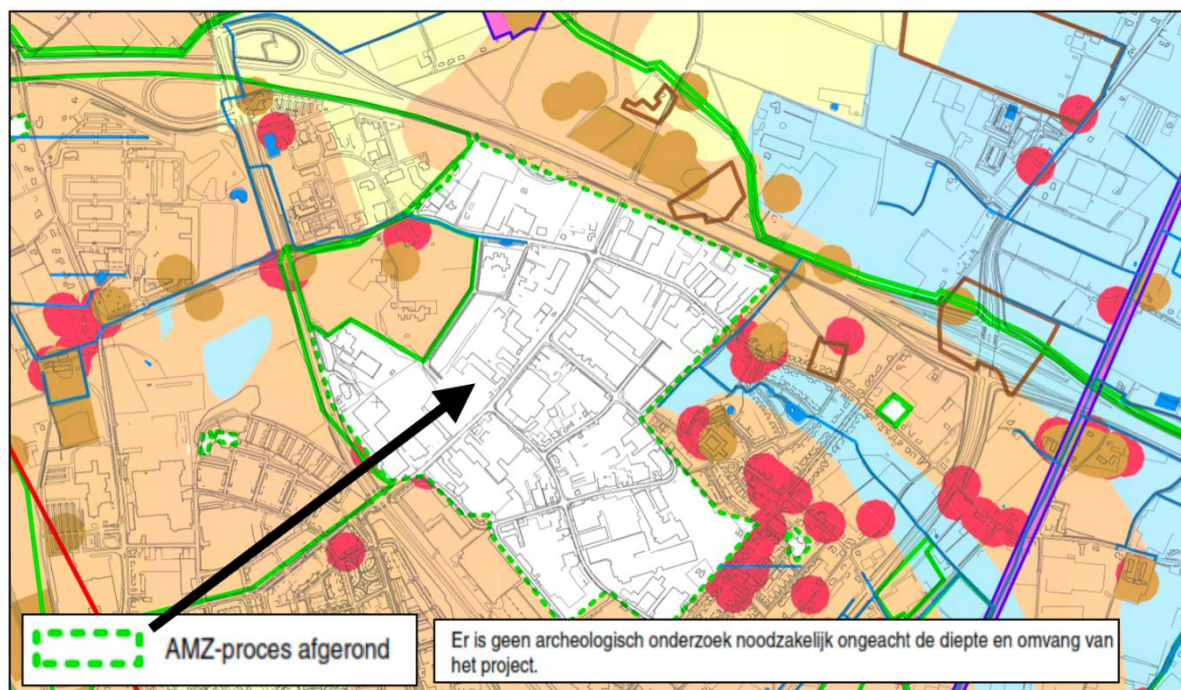 AMZ-proces afgerond
Er is geen archeologisch onderzoek noodzakelijk ongeacht de diepte en omvang van
het project.